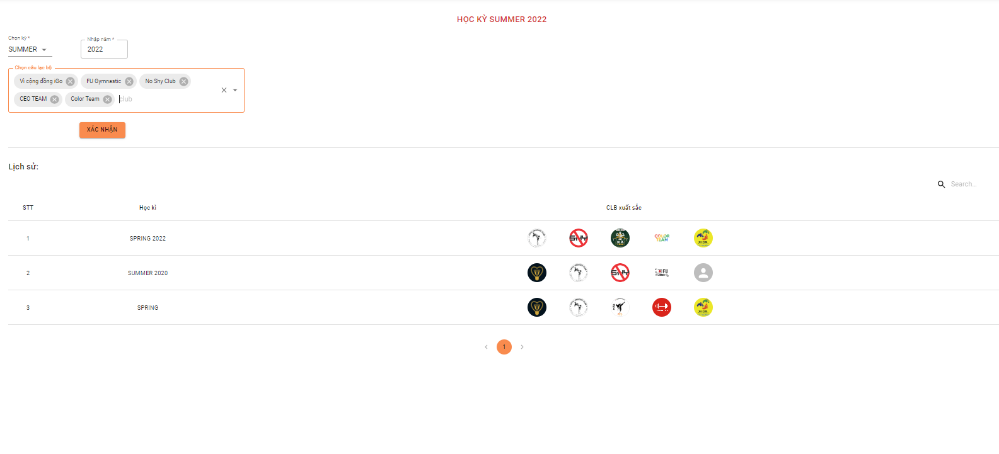 HỌC KỲ SUMMER 2022
Chọn kỳ *
SUMMER
Nhập năm *
2022
Chọn câu lạc bộ
Vì cộng đồng iGo
FU Gymnastic
No Shy Club
CEO TEAM
Color Team
club
XÁC NHẬN
Lịch sử:
Search...
STT Học kì CLB xuất sắc
1 SPRING 2022
SHY
COLOR
TEAM
2 SUMMER 2020
SHY
FU
3 SPRING
1